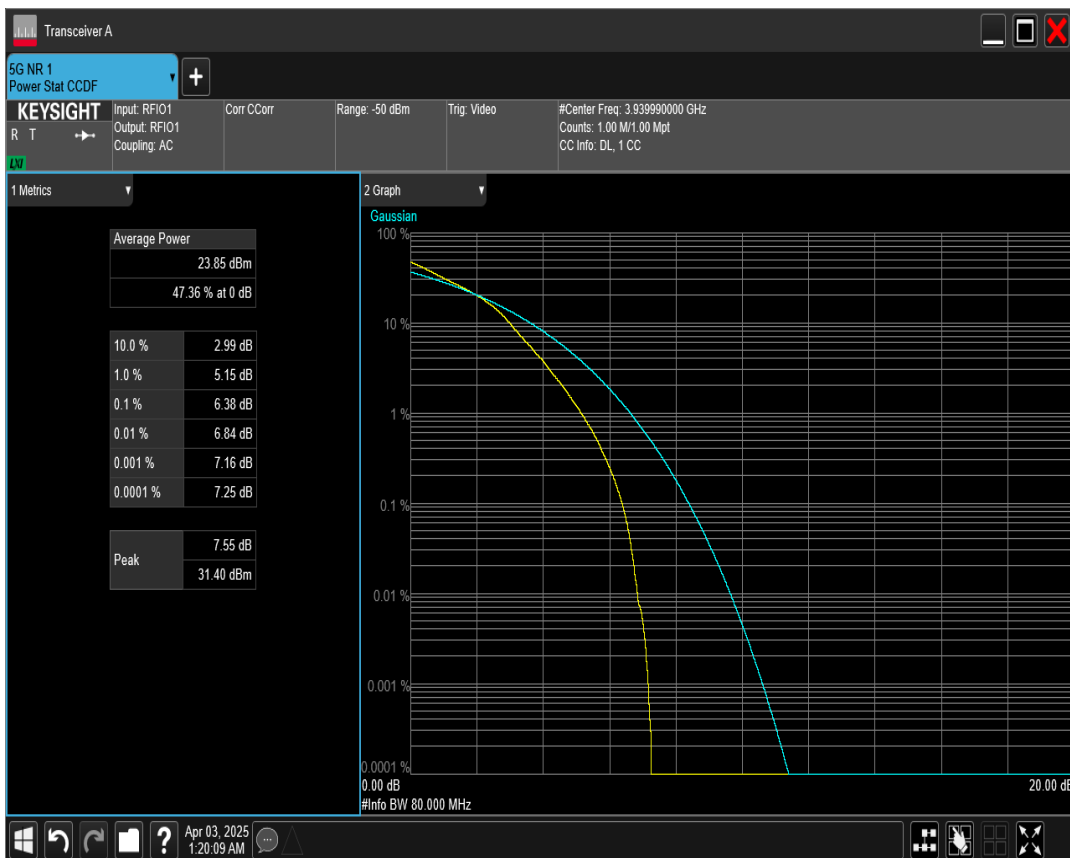 Transceiver A
5G NR 1
Power Stat CCDF
KEYSIGHT
R T
LXI
Input: RFIO1
Output: RFIO1
Coupling: AC
Corr CCorr
Range: -50 dBm
Trig: Video
#Center Freq: 3.939990000 GHz
Counts: 1.00 M/1.00 Mpt
CC Info: DL, 1 CC
1 Metrics
Average Power
23.85 dBm
47.36 % at 0 dB
10.0 % 2.99 dB
1.0 % 5.15 dB
0.1 % 6.38 dB
0.01 % 6.84 dB
0.001 % 7.16 dB
0.0001 % 7.25 dB
Peak
7.55 dB
31.40 dBm
2 Graph
Gaussian
100 %
10 %
1 %
0.1 %
0.01 %
0.001 %
0.0001 %
0.00 dB 20.00 dB
#Info BW 80.000 MHz
? Apr 03, 2025
1:20:09 AM